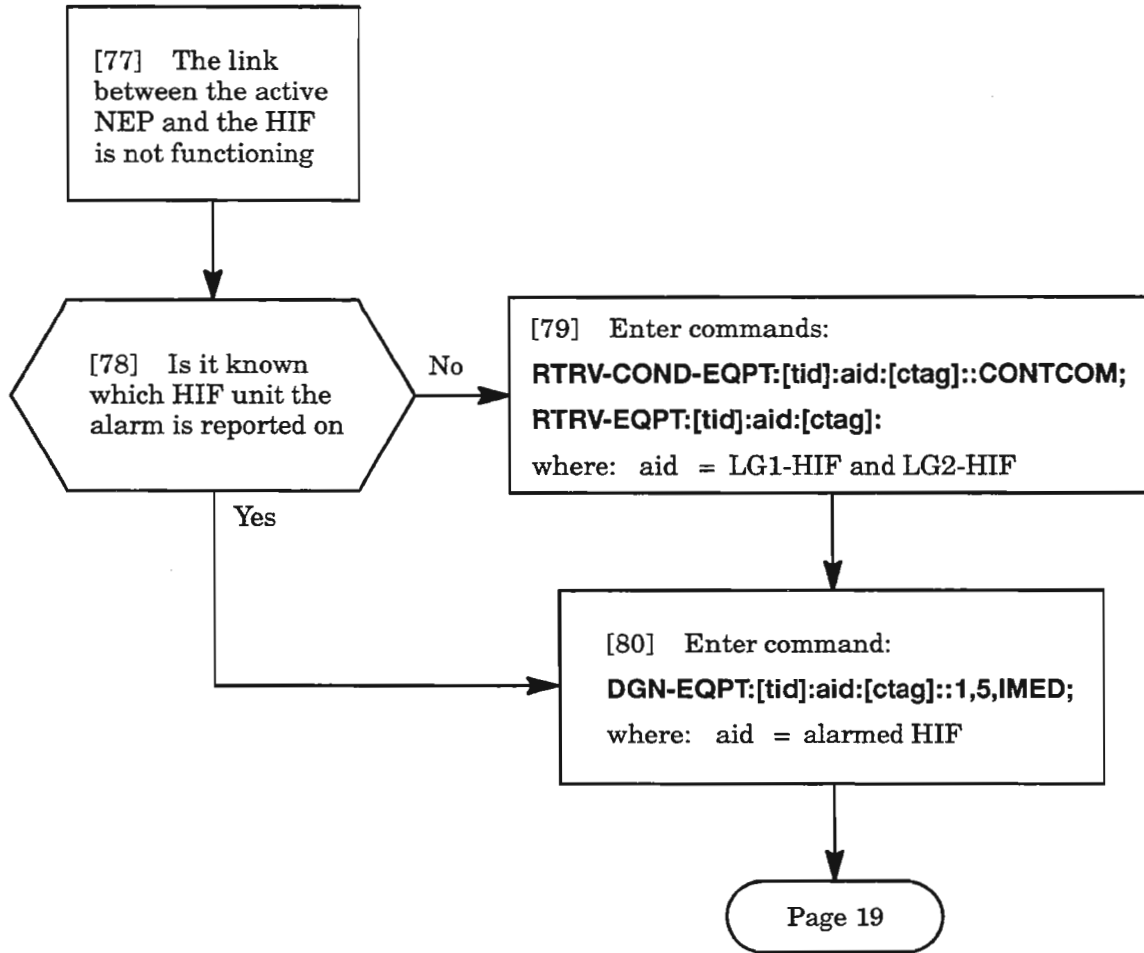 [77] The link
between the active
NEP and the HIF
is not functioning
[78] Is it known
which HIF unit the
alarm is reported on
No
Yes
[79] Enter commands:
RTRV-COND-EQPT:[tid]:aid:[ctag]::CONTCOM;
RTRV-EQPT:[tid]:aid:[ctag]:
where: aid = LG1-HIF and LG2-HIF
[80] Enter command:
DGN-EQPT:[tid]:aid:[ctag]::1,5,IMED;
where: aid = alarmed HIF
Page 19